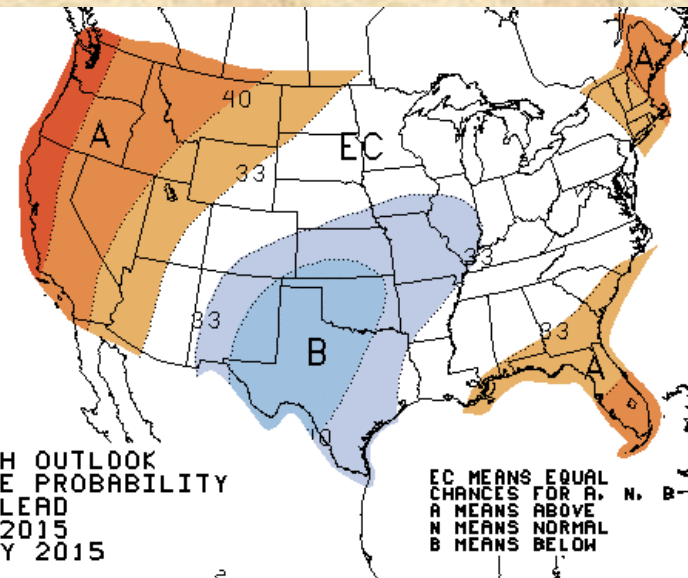 40
A
A
EC
33
33
33
33
B
A
H OUTLOOK
E PROBABILITY
LEAD
2015
Y 2015
EC MEANS EQUAL
CHANCES FOR A, N, B
A MEANS ABOVE
N MEANS NORMAL
B MEANS BELOW